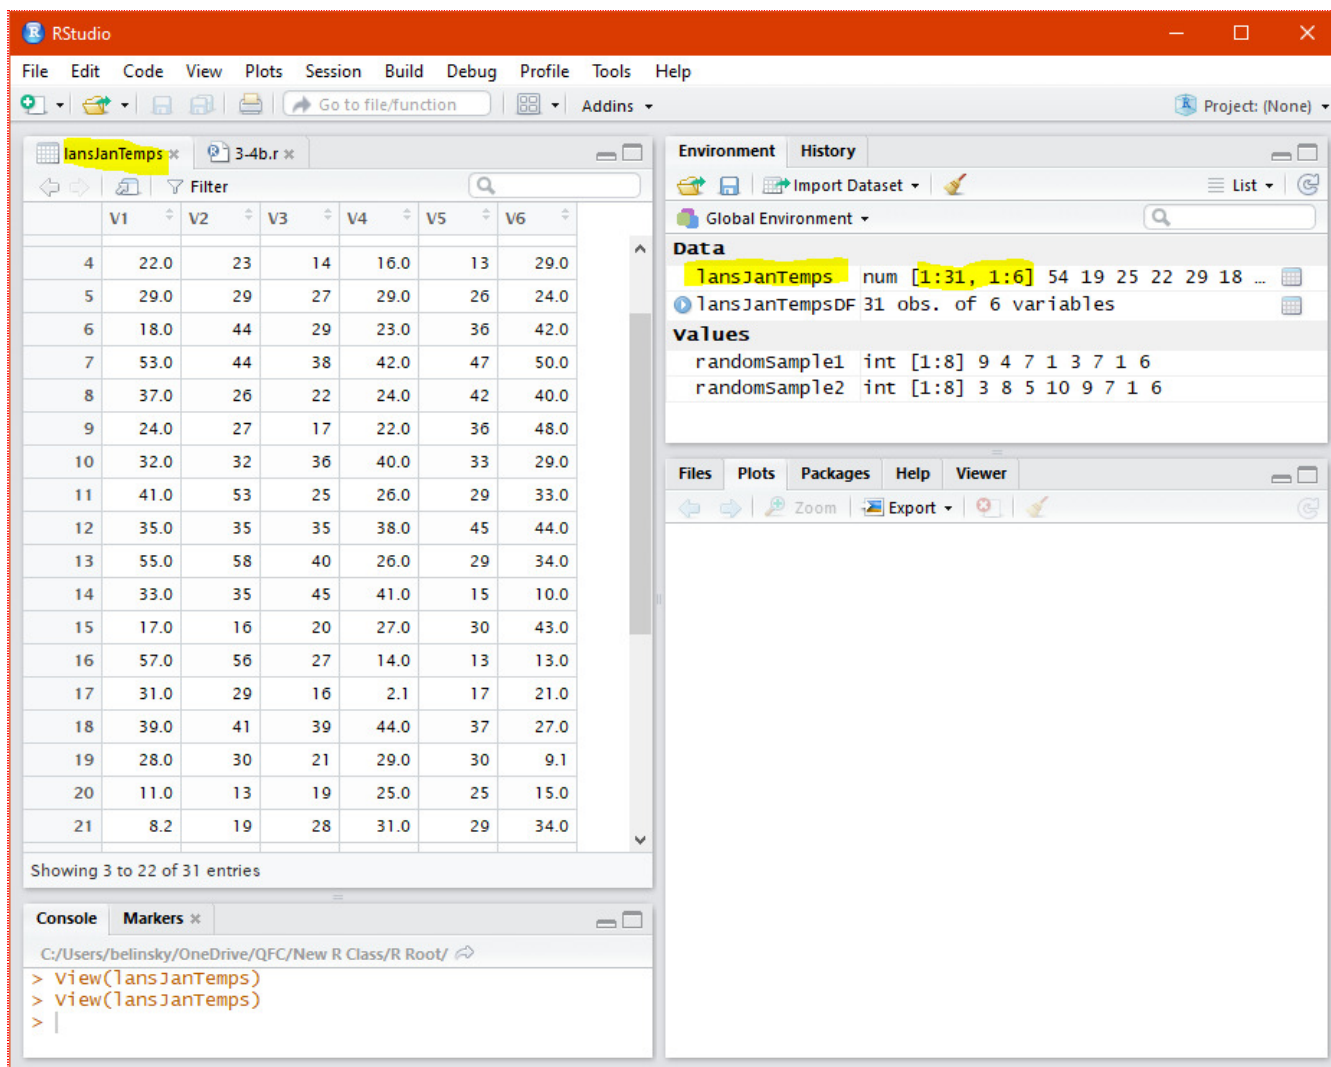 RStudio
File Edit Code View Plots Session Build Debug Profile Tools Help
Go to file/function Addins Project: (None)
lansJanTemps 3-4b.r
Filter
V1 V2 V3 V4 V5 V6
4 22.0 23 14 16.0 13 29.0
5 29.0 29 27 29.0 26 24.0
6 18.0 44 29 23.0 36 42.0
7 53.0 44 38 42.0 47 50.0
8 37.0 26 22 24.0 42 40.0
9 24.0 27 17 22.0 36 48.0
10 32.0 32 36 40.0 33 29.0
11 41.0 53 25 26.0 29 33.0
12 35.0 35 35 38.0 45 44.0
13 55.0 58 40 26.0 29 34.0
14 33.0 35 45 41.0 15 10.0
15 17.0 16 20 27.0 30 43.0
16 57.0 56 27 14.0 13 13.0
17 31.0 29 16 2.1 17 21.0
18 39.0 41 39 44.0 37 27.0
19 28.0 30 21 29.0 30 9.1
20 11.0 13 19 25.0 25 15.0
21 8.2 19 28 31.0 29 34.0
Showing 3 to 22 of 31 entries
Console Markers
C:/Users/belinsky/OneDrive/QFC/New R Class/R Root/
> View(lansJanTemps)
> View(lansJanTemps)
>
Environment History
Import Dataset List
Global Environment
Data
lansJanTemps num [1:31, 1:6] 54 19 25 22 29 18 …
lansJanTempsDF 31 obs. of 6 variables
Values
randomSample1 int [1:8] 9 4 7 1 3 7 1 6
randomSample2 int [1:8] 3 8 5 10 9 7 1 6
Files Plots Packages Help Viewer
Zoom Export